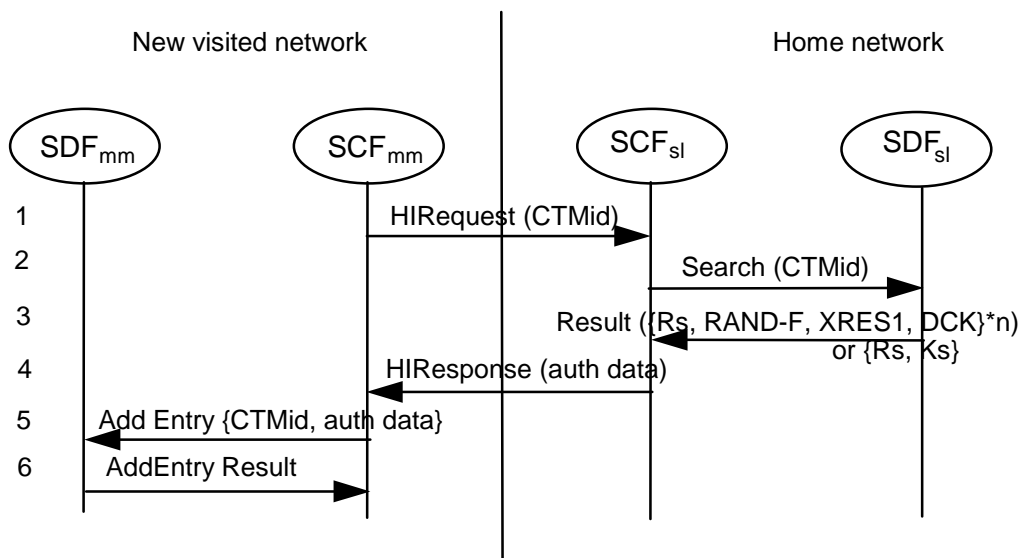 New visited network
Home network
SDFmm
SCFmm
SCFsl
SDFsl
1
HIRequest (CTMid)
2
Search (CTMid)
3
Result ({Rs, RAND-F, XRES1, DCK}*n)
or {Rs, Ks}
4
HIResponse (auth data)
5
Add Entry {CTMid, auth data}
6
AddEntry Result